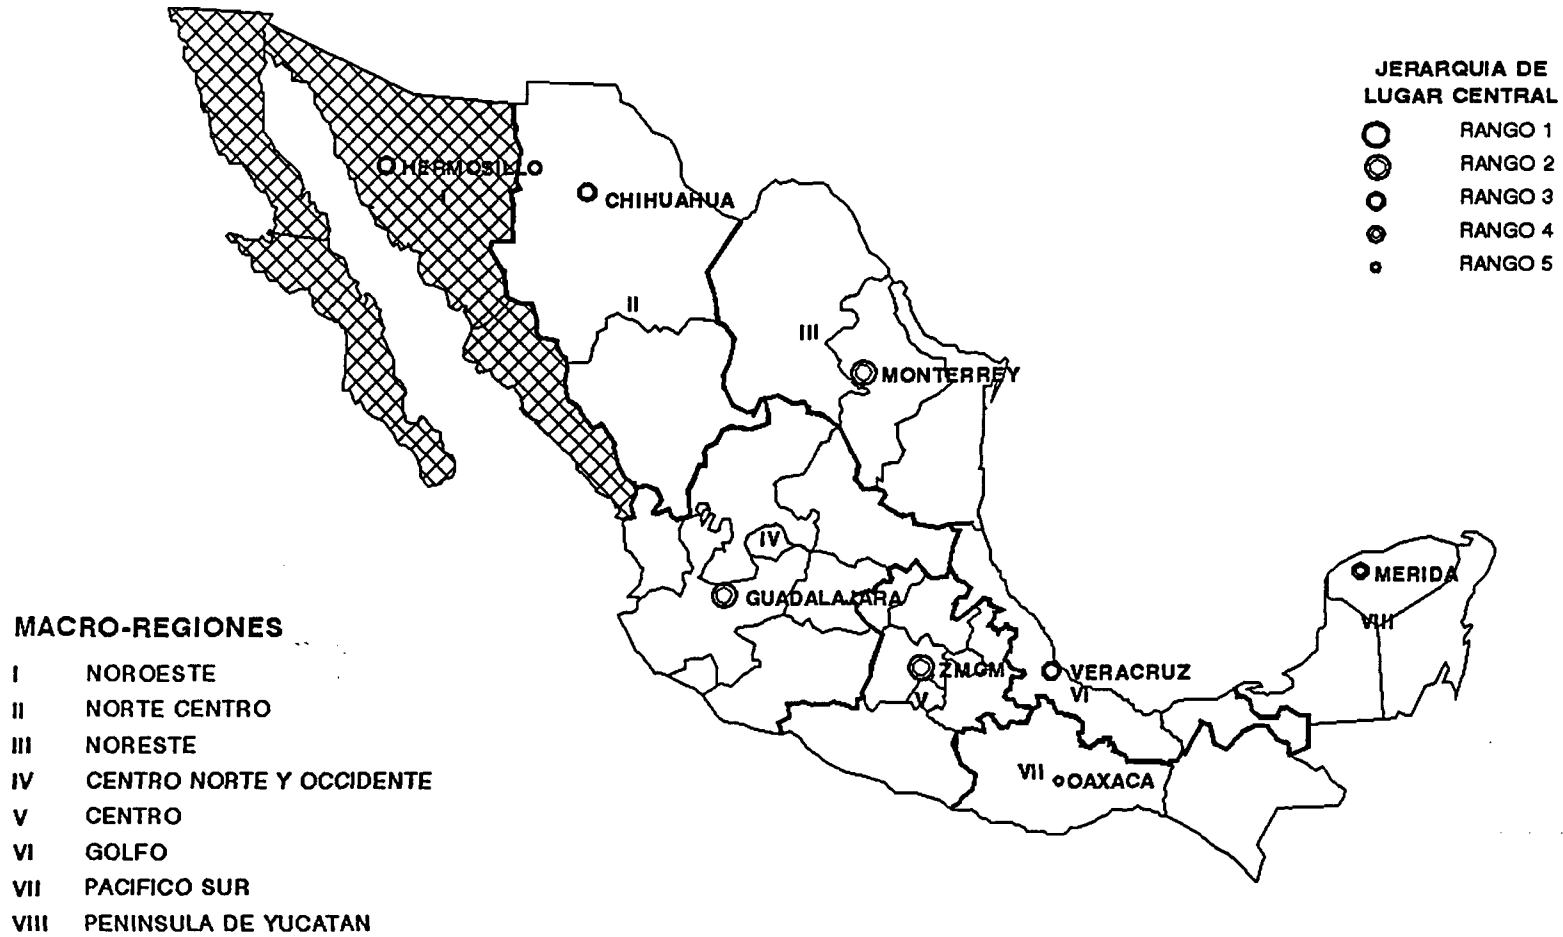 JERARQUIA DE
LUGAR CENTRAL
RANGO 1
RANGO 2
RANGO 3
RANGO 4
RANGO 5
HERMOSILLO
I
CHIHUAHUA
II
III
MONTERREY
IV
GUADALAJARA
MERIDA
VIII
ZMCM
V
VERACRUZ
VI
VII
OAXACA
MACRO-REGIONES
I NOROESTE
II NORTE CENTRO
III NORESTE
IV CENTRO NORTE Y OCCIDENTE
V CENTRO
VI GOLFO
VII PACIFICO SUR
VIII PENINSULA DE YUCATAN